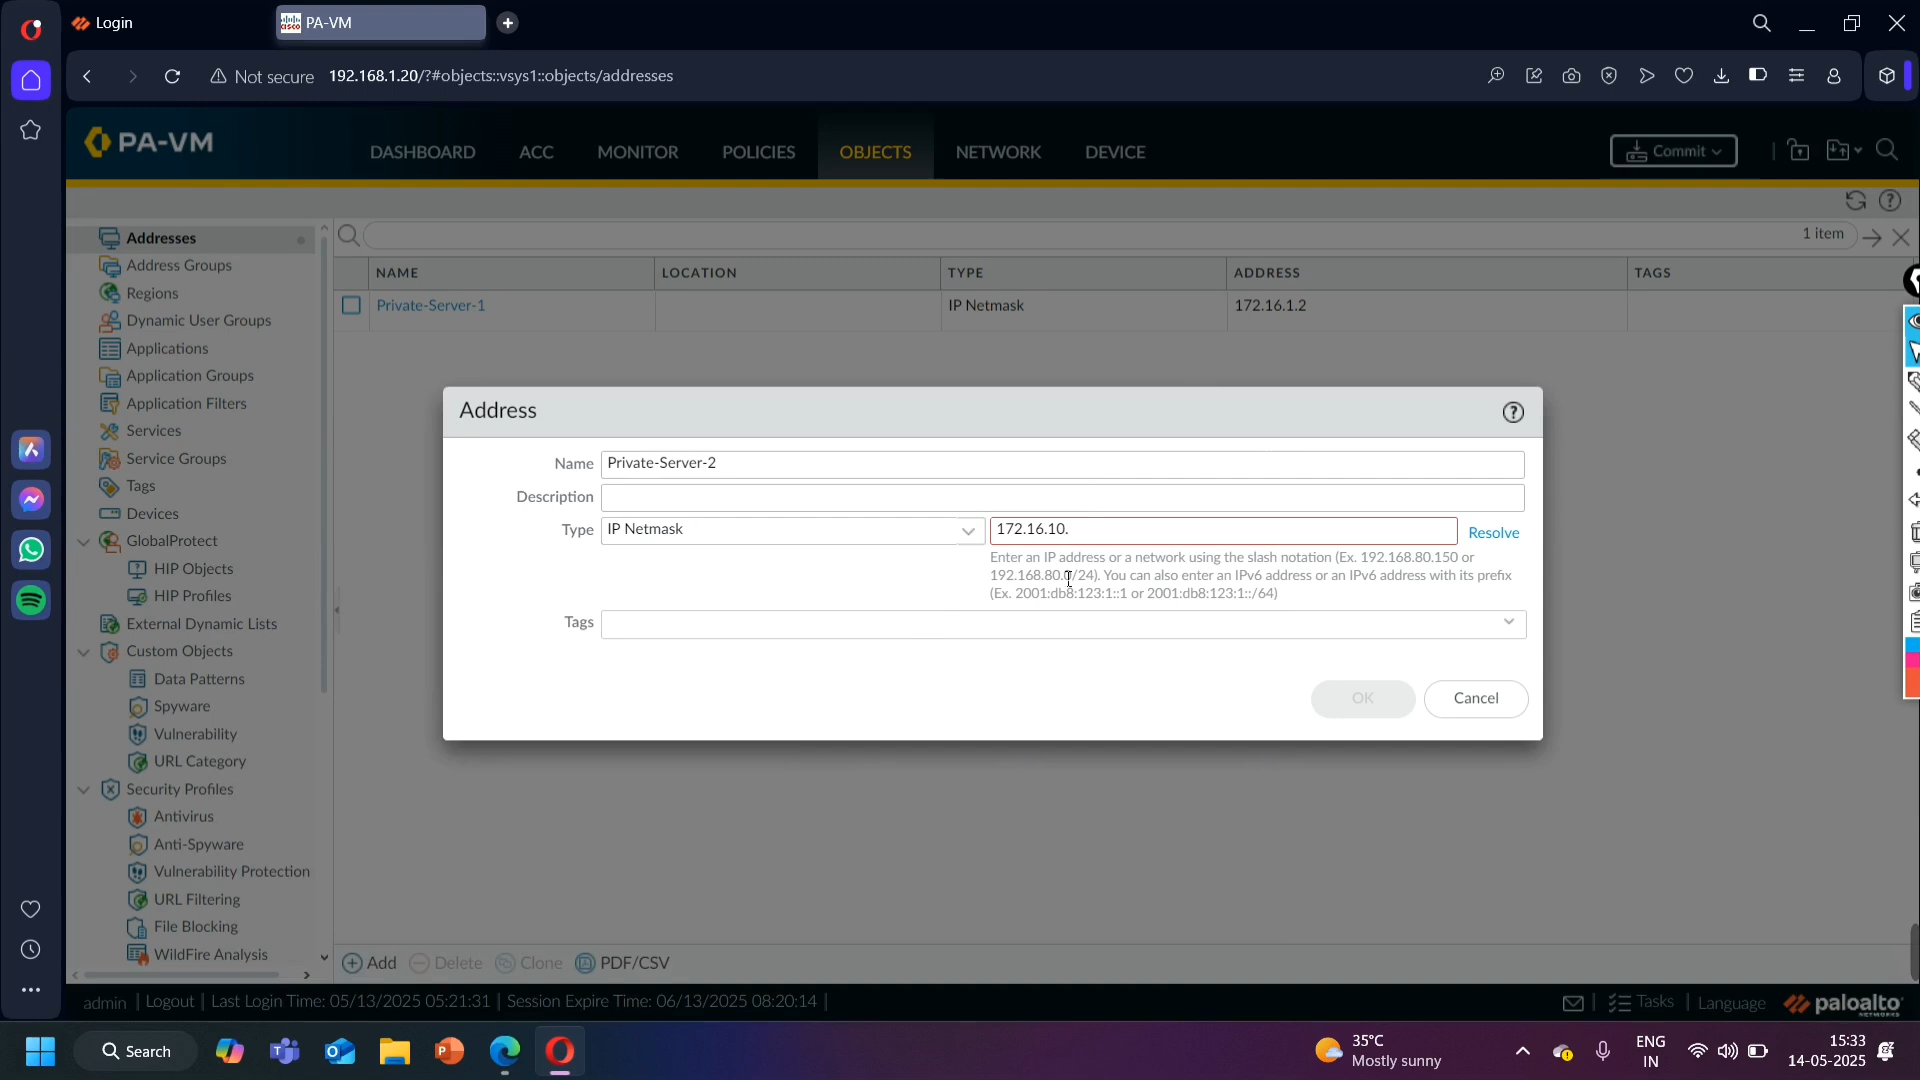 Login
PA-VM
Not secure 192.168.1.20/?#objects::vsys1::objects/addresses
PA-VM
DASHBOARD ACC MONITOR POLICIES OBJECTS NETWORK DEVICE
Commit
Addresses
Address Groups
Regions
Dynamic User Groups
Applications
Application Groups
Application Filters
Services
Service Groups
Tags
Devices
GlobalProtect
HIP Objects
HIP Profiles
External Dynamic Lists
Custom Objects
Data Patterns
Spyware
Vulnerability
URL Category
Security Profiles
Antivirus
Anti-Spyware
Vulnerability Protection
URL Filtering
File Blocking
WildFire Analysis
1 item
NAME LOCATION TYPE ADDRESS TAGS
Private-Server-1 IP Netmask 172.16.1.2
Address
Name Private-Server-2
Description
Type IP Netmask 172.16.10. Resolve
Enter an IP address or a network using the slash notation (Ex. 192.168.80.150 or
192.168.80.0/24). You can also enter an IPv6 address or an IPv6 address with its prefix
(Ex. 2001:db8:123:1::1 or 2001:db8:123:1::/64)
Tags
OK Cancel
Add Delete Clone PDF/CSV
admin | Logout | Last Login Time: 05/13/2025 05:21:31 | Session Expire Time: 06/13/2025 08:20:14 |
Tasks | Language paloalto
NETWORKS
Search
35°C
Mostly sunny
ENG
IN
15:33
14-05-2025